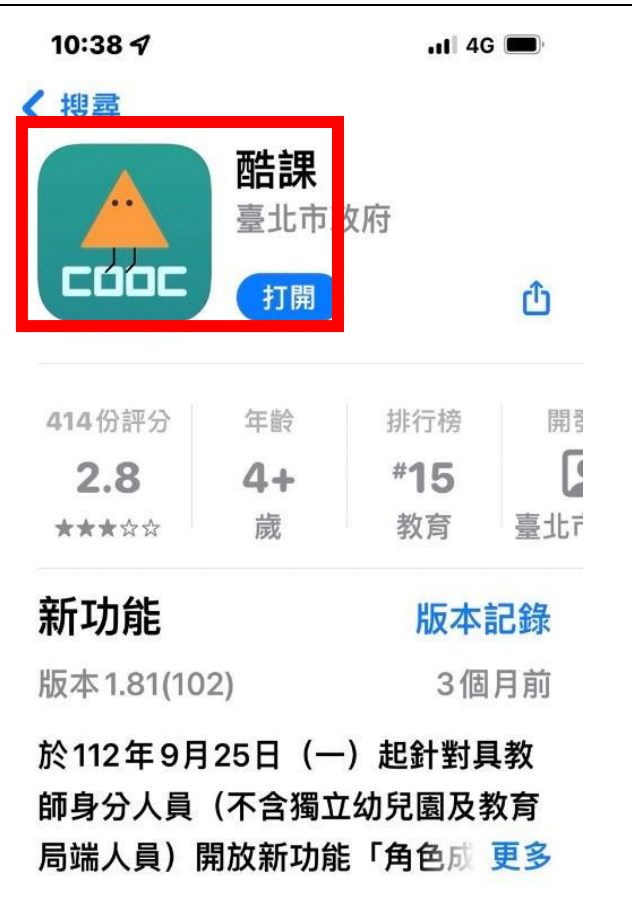 10:38
4G
搜尋
酷課
臺北市政府
COOC
打開
414份評分
年齡
排行榜
2.8
4+
#15
★★★☆☆
歲
教育
臺北
新功能
版本記錄
版本 1.81(102)
3 個月前
於112年9月25日（一）起針對具教
師身分人員（不含獨立幼兒園及教育
局端人員）開放新功能「角色成 更多